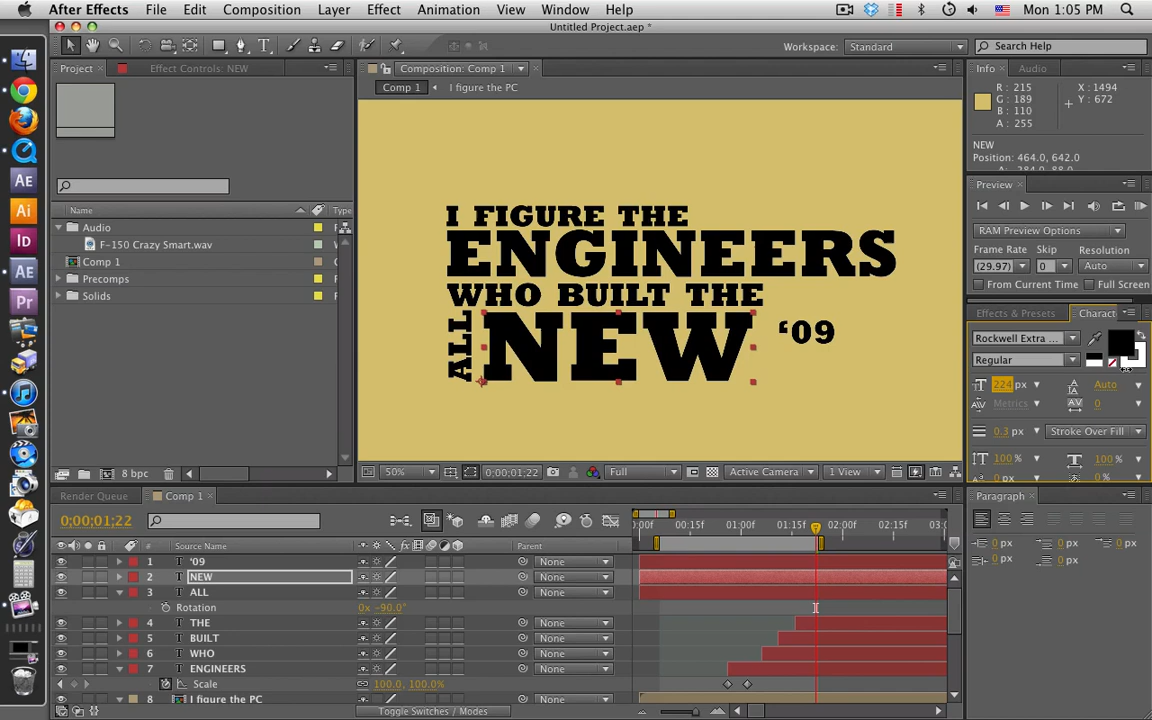 After Effects File Edit Composition Layer Effect Animation View Window Help Mon 1:05 PM
Untitled Project.aep *
Workspace: Standard Search Help
Project Effect Controls: NEW
Composition: Comp 1
Info Audio
Comp 1 I figure the PC
R : 215
G : 189
B : 110
A : 255
X : 1494
Y : 672
NEW
Position: 464.0, 642.0
Preview
RAM Preview Options
Frame Rate Skip Resolution
(29.97) 0 Auto
From Current Time Full Screen
Effects & Presets Charact
Rockwell Extra ...
Regular
224 px Auto
Metrics 0
0.3 px Stroke Over Fill
100 % 100 %
0 px 0 %
Name Type
Audio
F-150 Crazy Smart.wav
Comp 1
Precomps
Solids
8 bpc
I FIGURE THE
ENGINEERS
WHO BUILT THE
ALL NEW ‘09
50% 0;00;01;22 Full Active Camera 1 View
Render Queue Comp 1
0;00;01;22
:00f 00:15f 01:00f 01:15f 02:00f 02:15f 03:0
# Source Name Parent
1 T ‘09 None
2 T NEW None
3 T ALL None
Rotation 0x -90.0°
4 T THE None
5 T BUILT None
6 T WHO None
7 T ENGINEERS None
Scale 100.0, 100.0%
8 I figure the PC None
Toggle Switches / Modes
Paragraph
0 px 0 px 0 px
0 px 0 px